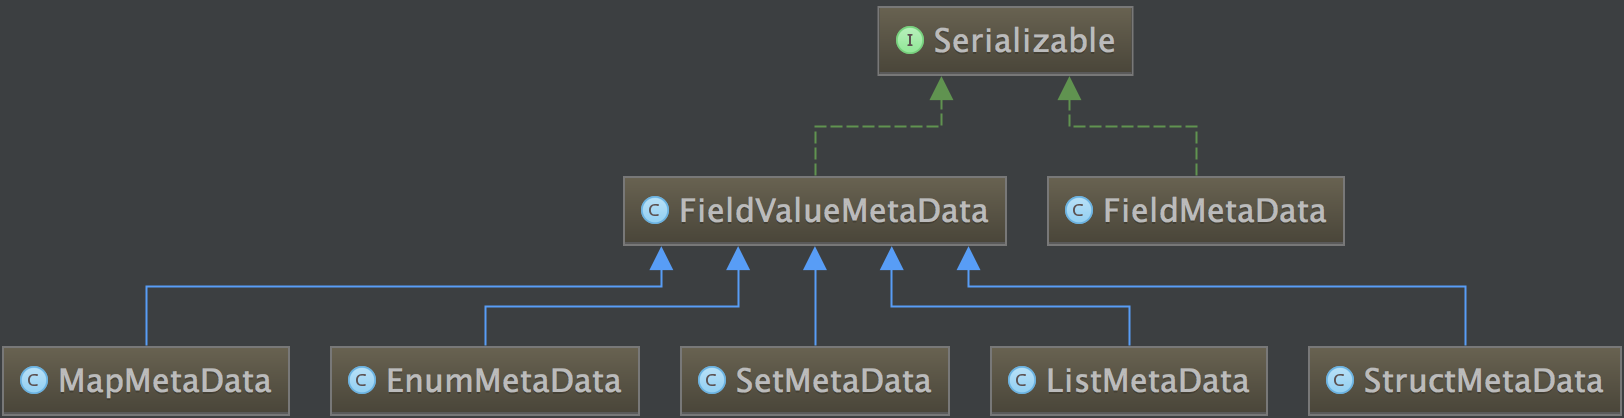 I Serializable
C FieldValueMetaData
C FieldMetaData
C MapMetaData
C EnumMetaData
C SetMetaData
C ListMetaData
C StructMetaData